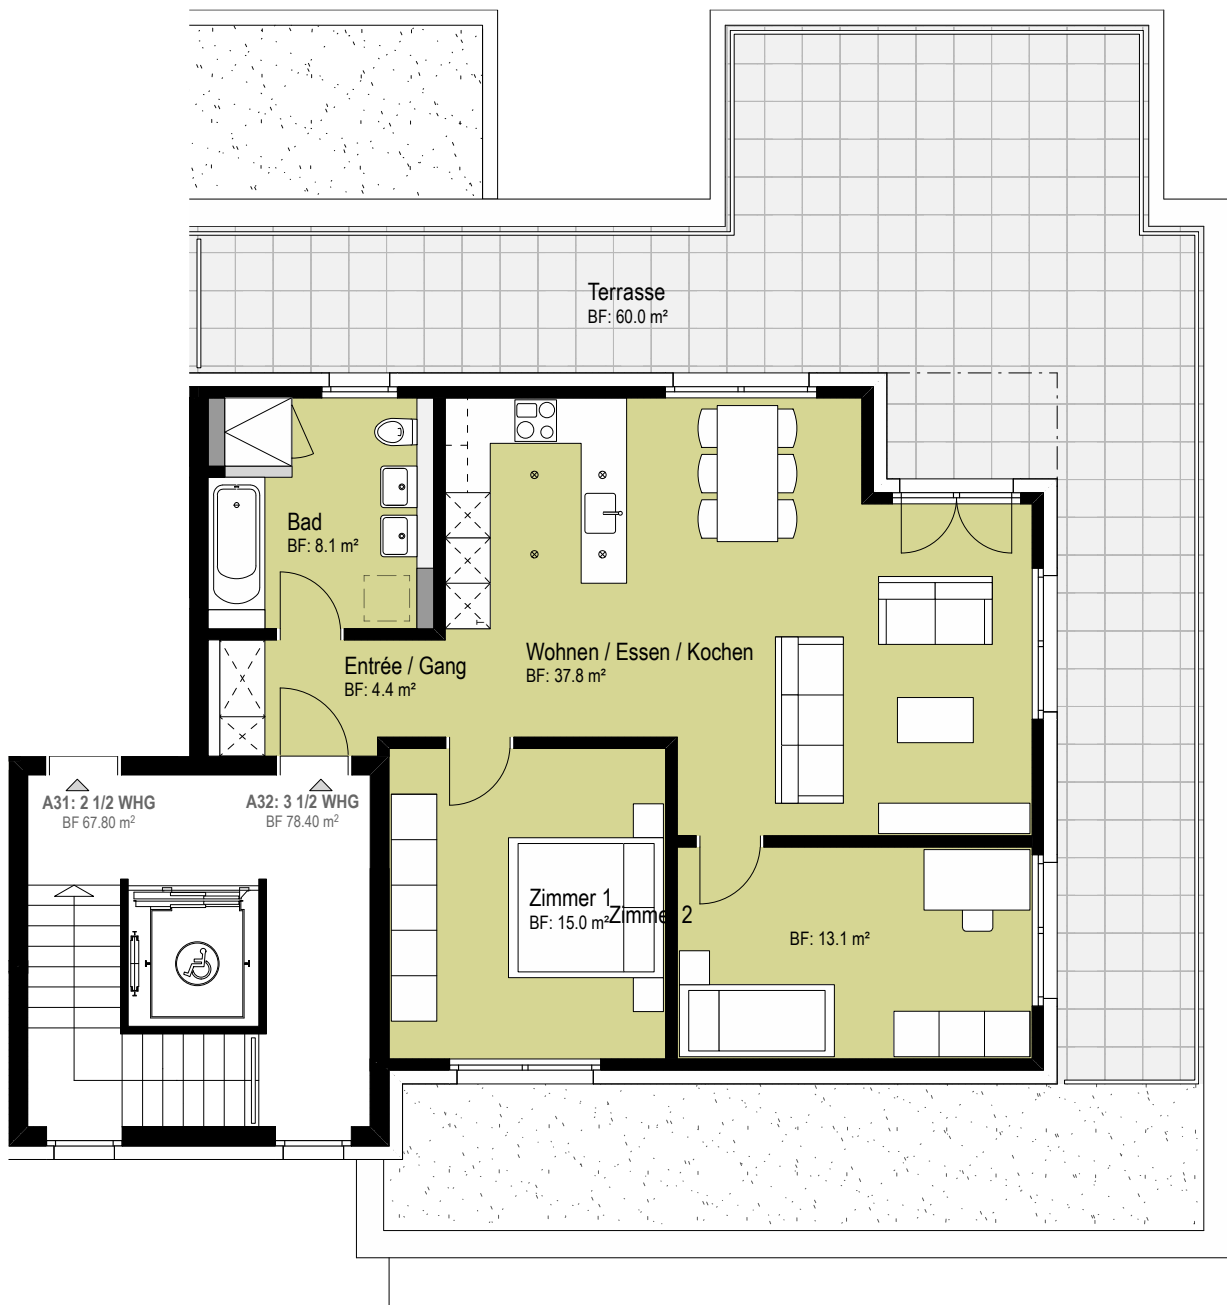 Terrasse
BF: 60.0 m²
Bad
BF: 8.1 m²
Entrée / Gang
BF: 4.4 m²
Wohnen / Essen / Kochen
BF: 37.8 m²
A31: 2 1/2 WHG
BF 67.80 m²
A32: 3 1/2 WHG
BF 78.40 m²
Zimmer 1
BF: 15.0 m²
Zimmer 2
BF: 13.1 m²
T